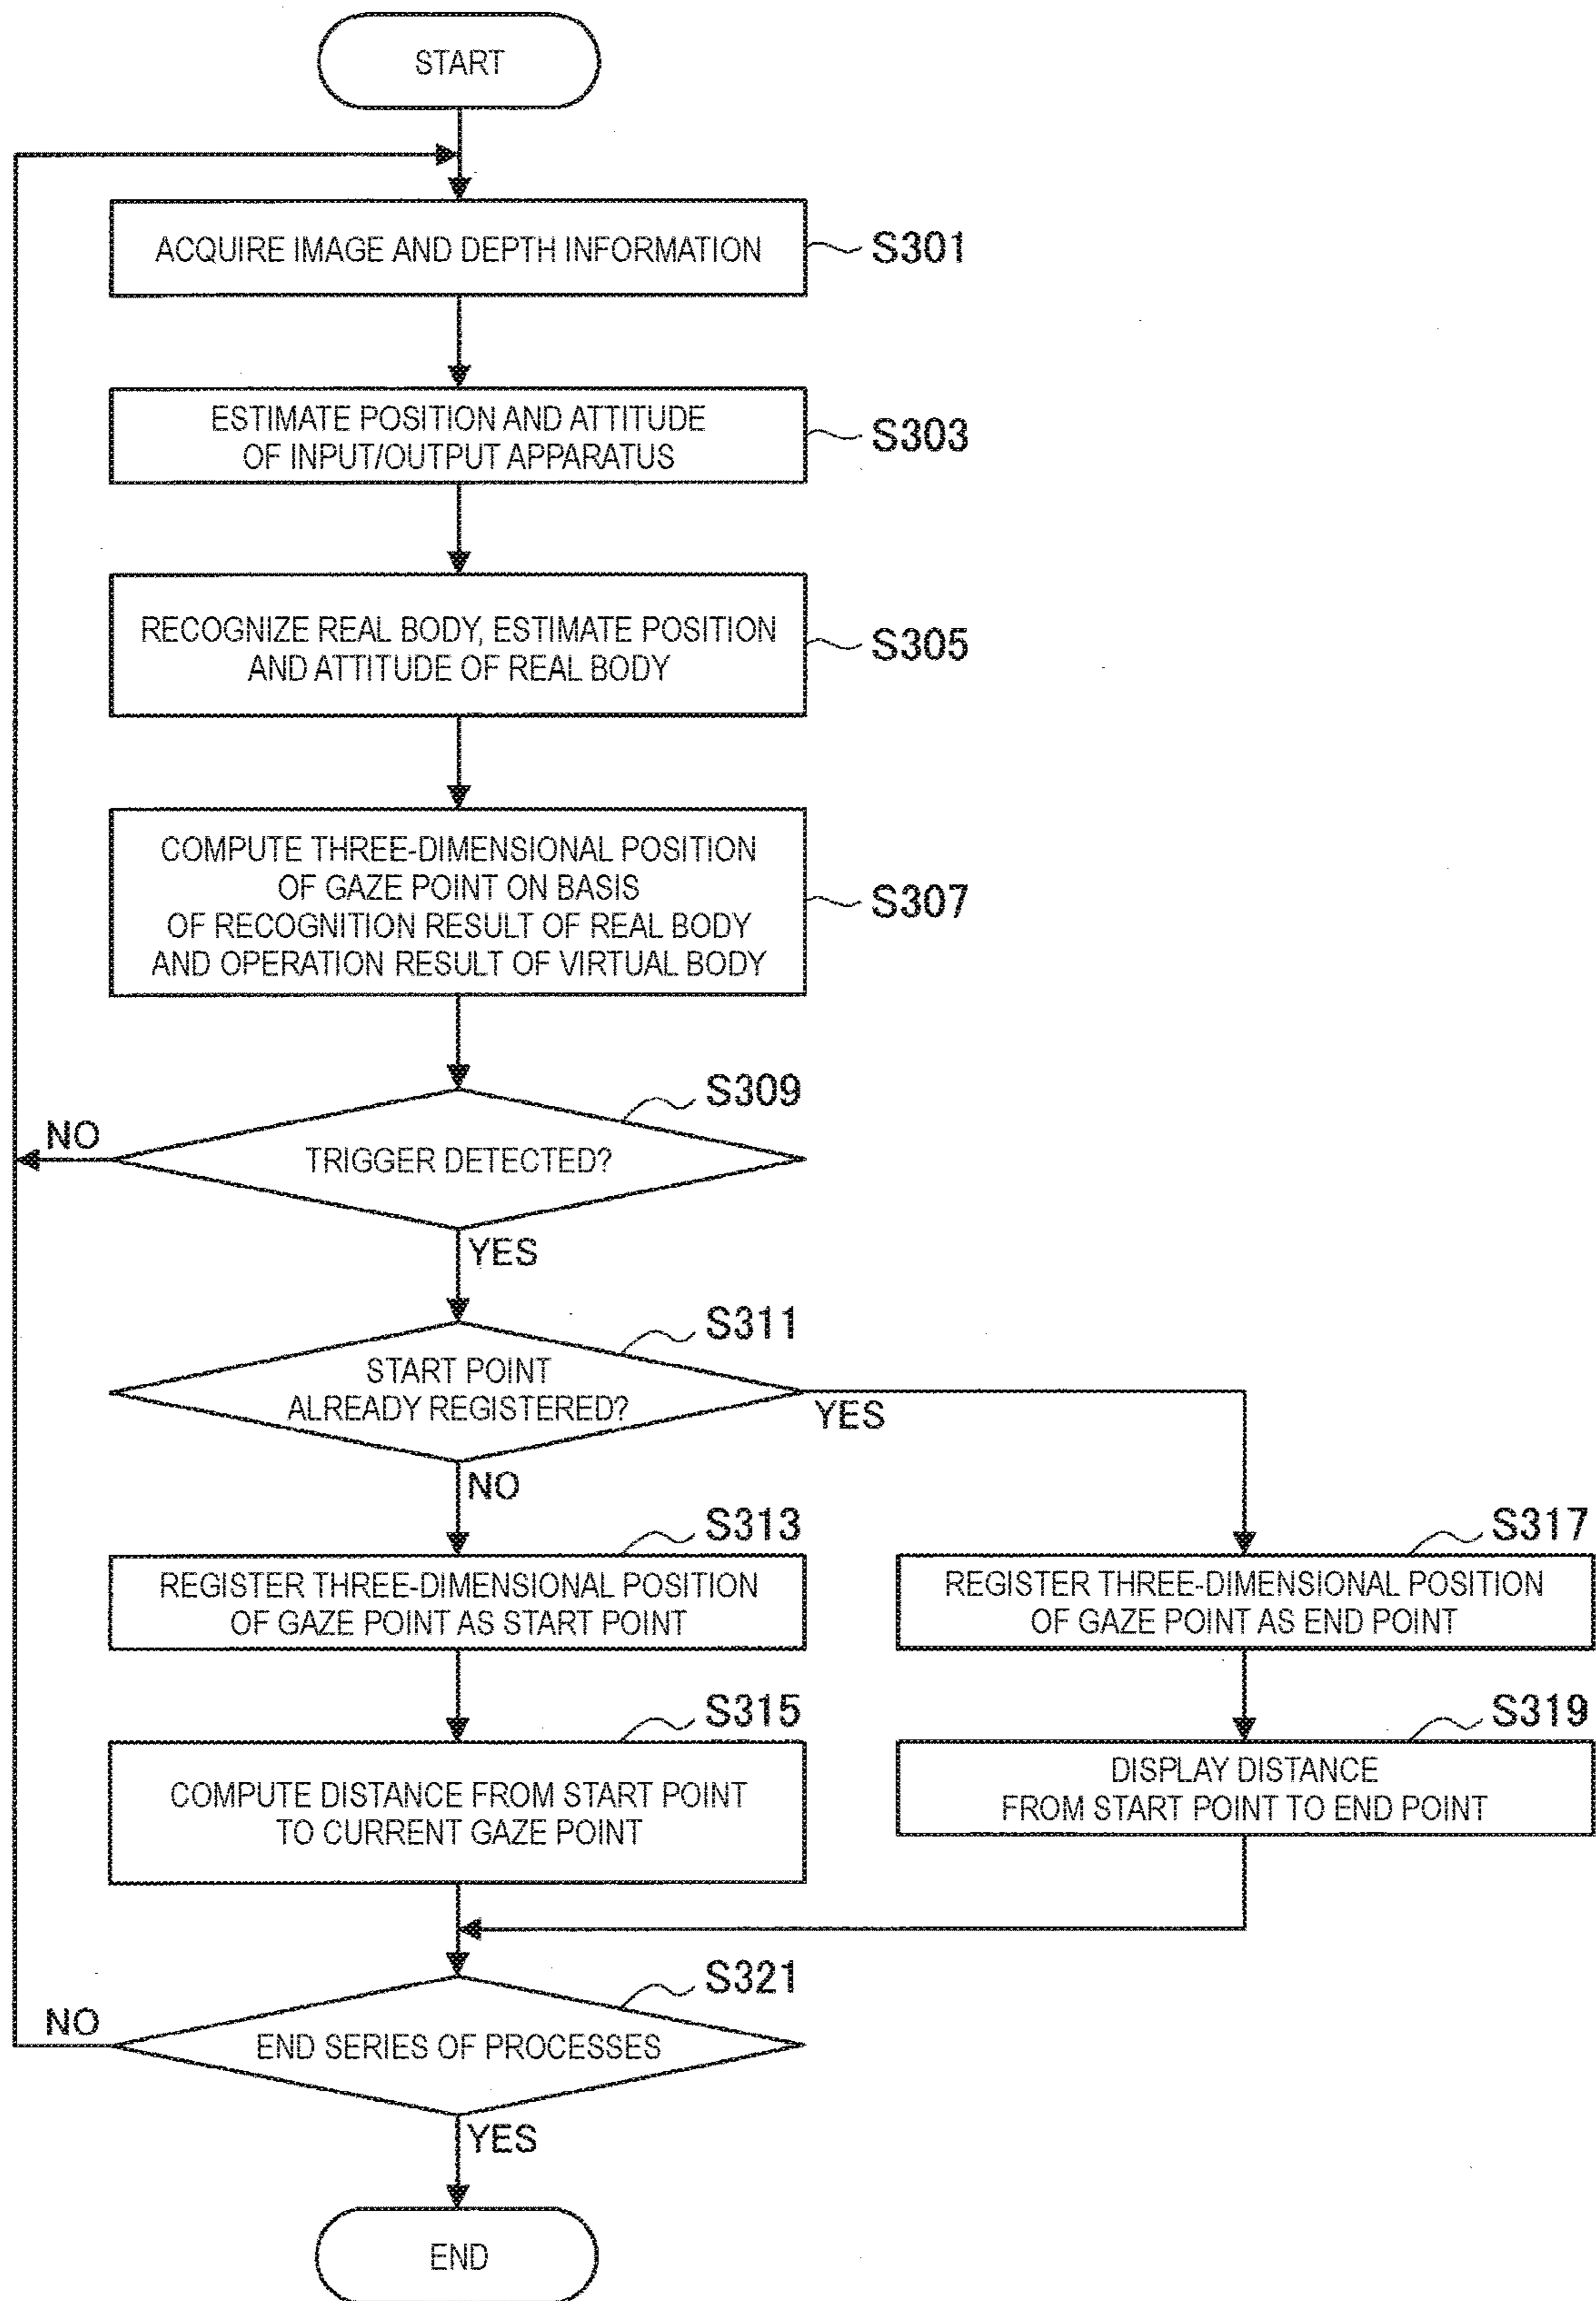 START
ACQUIRE IMAGE AND DEPTH INFORMATION
S301
ESTIMATE POSITION AND ATTITUDE
OF INPUT/OUTPUT APPARATUS
S303
RECOGNIZE REAL BODY, ESTIMATE POSITION
AND ATTITUDE OF REAL BODY
S305
COMPUTE THREE-DIMENSIONAL POSITION
OF GAZE POINT ON BASIS
OF RECOGNITION RESULT OF REAL BODY
AND OPERATION RESULT OF VIRTUAL BODY
S307
S309
NO
TRIGGER DETECTED?
YES
S311
START POINT
ALREADY REGISTERED?
YES
NO
S313
REGISTER THREE-DIMENSIONAL POSITION
OF GAZE POINT AS START POINT
S317
REGISTER THREE-DIMENSIONAL POSITION
OF GAZE POINT AS END POINT
S315
COMPUTE DISTANCE FROM START POINT
TO CURRENT GAZE POINT
S319
DISPLAY DISTANCE
FROM START POINT TO END POINT
S321
NO
END SERIES OF PROCESSES
YES
END